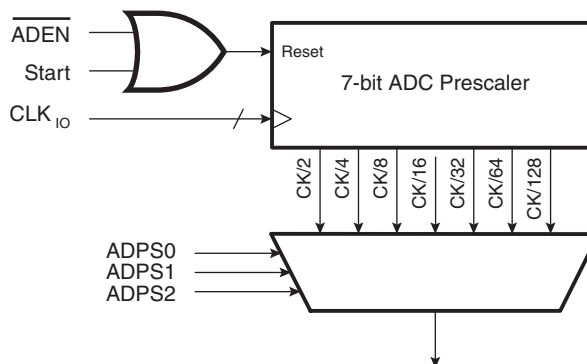 ADEN
Start
CLK IO
Reset
7-bit ADC Prescaler
CK/2
CK/4
CK/8
CK/16
CK/32
CK/64
CK/128
ADPS0
ADPS1
ADPS2